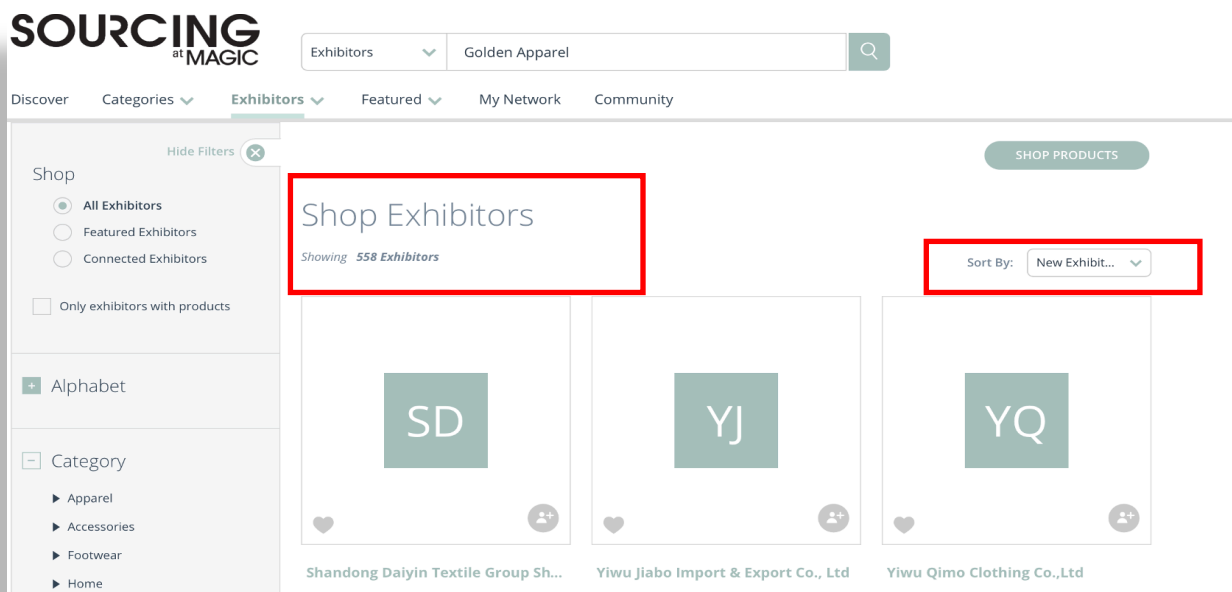 SOURCING
at MAGIC
Exhibitors
Golden Apparel
Discover
Categories
Exhibitors
Featured
My Network
Community
Hide Filters
Shop
All Exhibitors
Featured Exhibitors
Connected Exhibitors
Only exhibitors with products
Alphabet
Category
Apparel
Accessories
Footwear
Home
SHOP PRODUCTS
Shop Exhibitors
Showing 558 Exhibitors
Sort By: New Exhibit...
SD
YJ
YQ
Shandong Daiyin Textile Group Sh...
Yiwu Jiabo Import & Export Co., Ltd
Yiwu Qimo Clothing Co.,Ltd